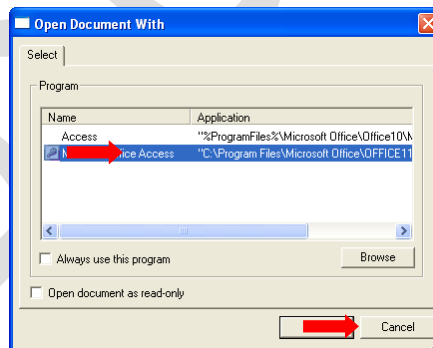 Open Document With
Select
Program
Name Application
Access "%ProgramFiles%\Microsoft Office\Office10\M
Access "C:\Program Files\Microsoft Office\OFFICE11
Always use this program
Browse
Open document as read-only
Cancel